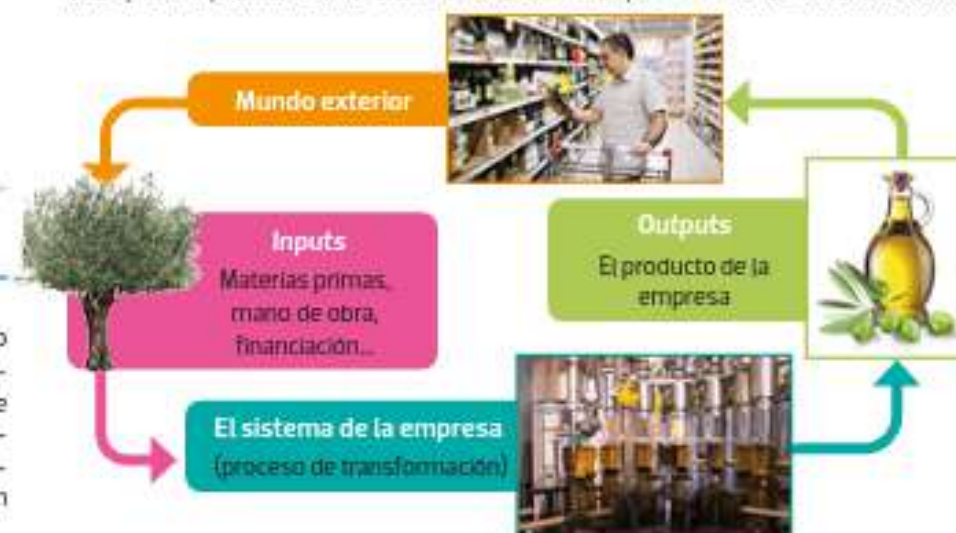 Mundo exterior
Inputs
Materias primas,
mano de obra,
financiación...
Outputs
El producto de la
empresa
El sistema de la empresa
(proceso de transformación)